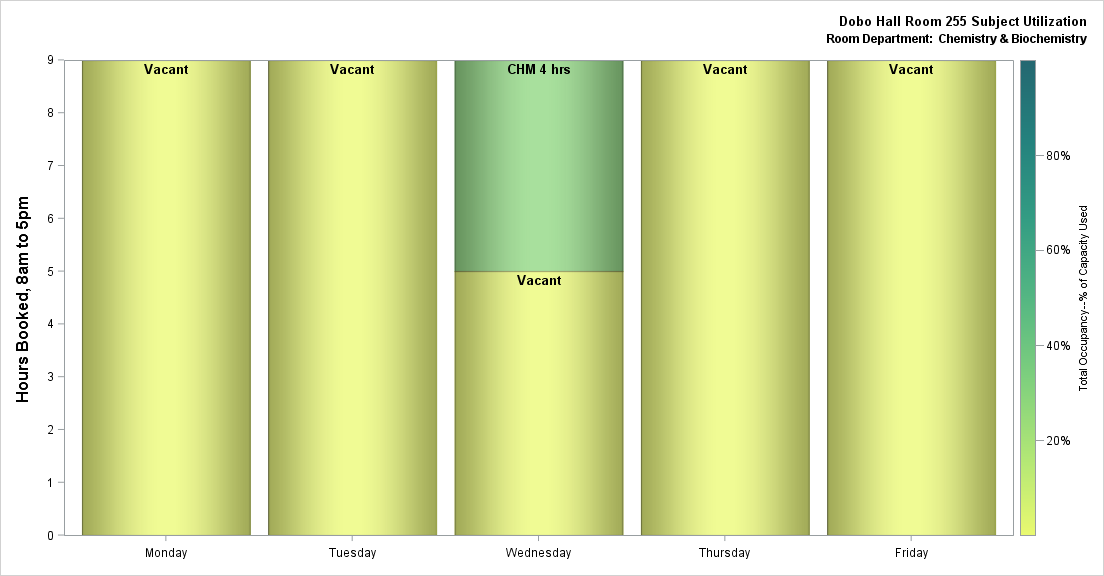 Dobo Hall Room 255 Subject Utilization
Room Department: Chemistry & Biochemistry
Hours Booked, 8am to 5pm
9
8
7
6
5
4
3
2
1
0
Vacant
Vacant
CHM 4 hrs
Vacant
Vacant
Vacant
Monday
Tuesday
Wednesday
Thursday
Friday
80%
60%
40%
20%
Total Occupancy--% of Capacity Used